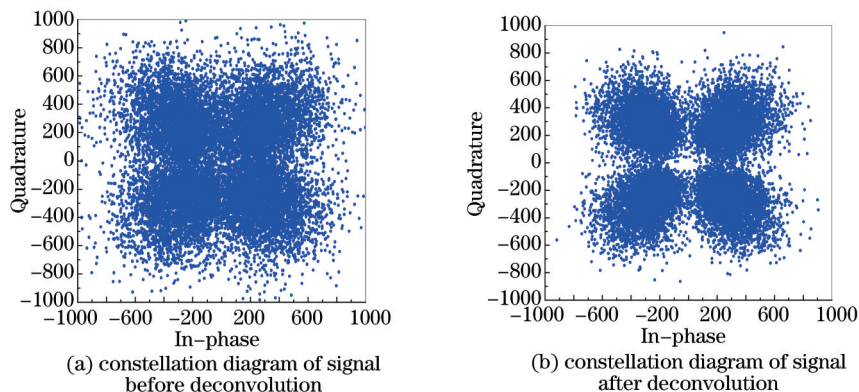 1000
800
600
400
200
0
−200
−400
−600
−800
−1000
Quadrature
−1000 −600 −200 200 600 1000
In−phase
(a) constellation diagram of signal
before deconvolution
1000
800
600
400
200
0
−200
−400
−600
−800
−1000
Quadrature
−1000 −600 −200 200 600 1000
In−phase
(b) constellation diagram of signal
after deconvolution